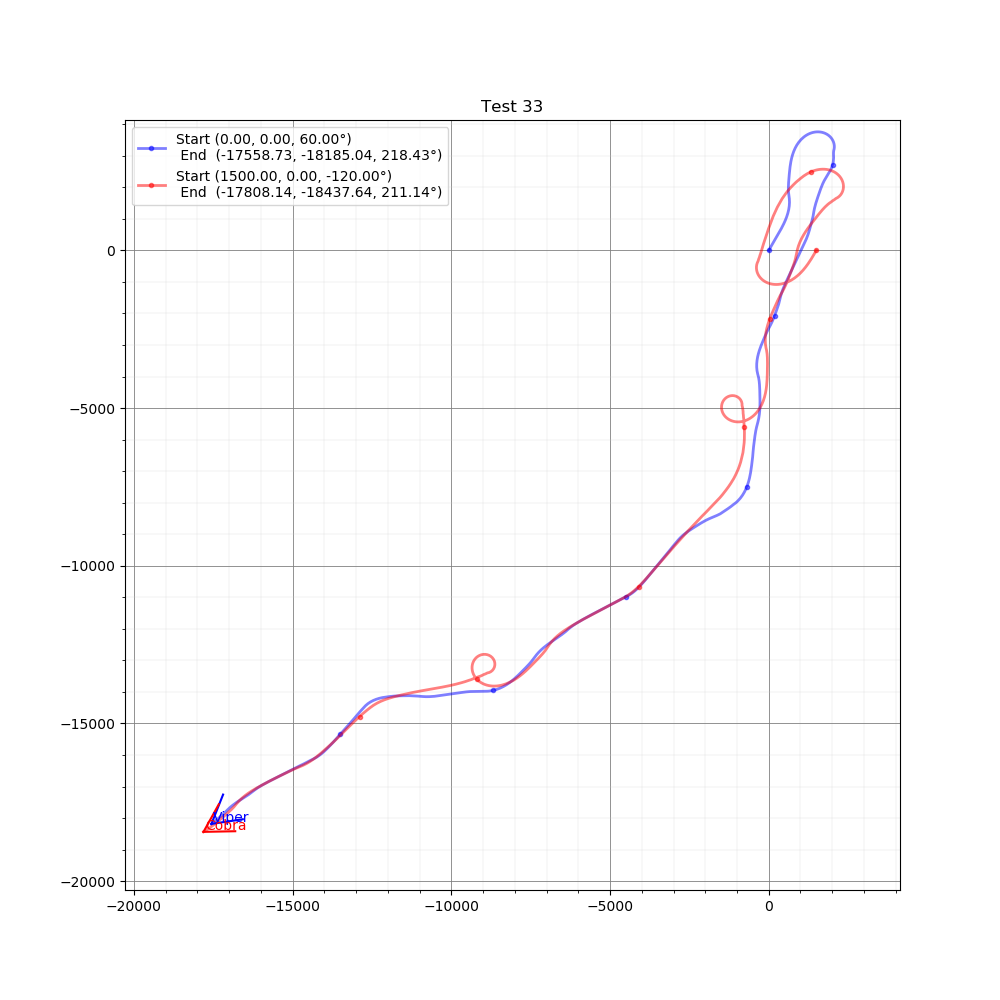 Test 33
Start (0.00, 0.00, 60.00°)
End (-17558.73, -18185.04, 218.43°)
Start (1500.00, 0.00, -120.00°)
End (-17808.14, -18437.64, 211.14°)
0
−5000
−10000
−15000
−20000
Viper
Cobra
−20000 −15000 −10000 −5000 0